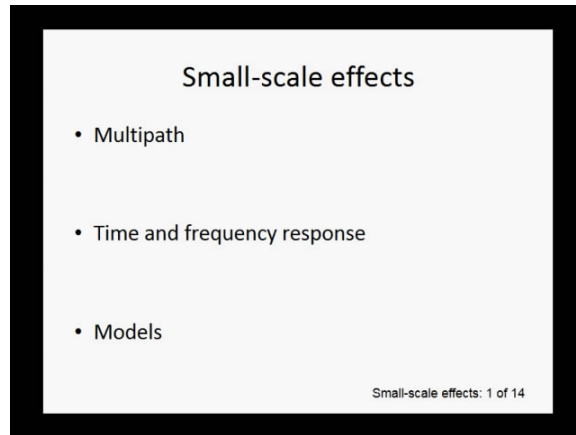 Small-scale effects
• Multipath
• Time and frequency response
• Models
Small-scale effects: 1 of 14